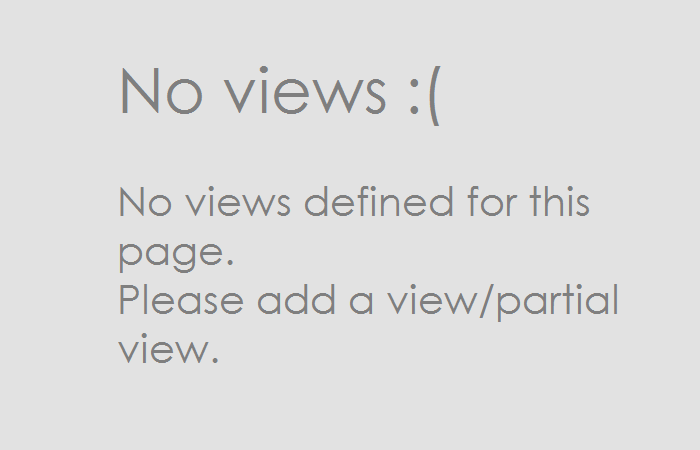 No views :(
No views defined for this
page.
Please add a view/partial
view.